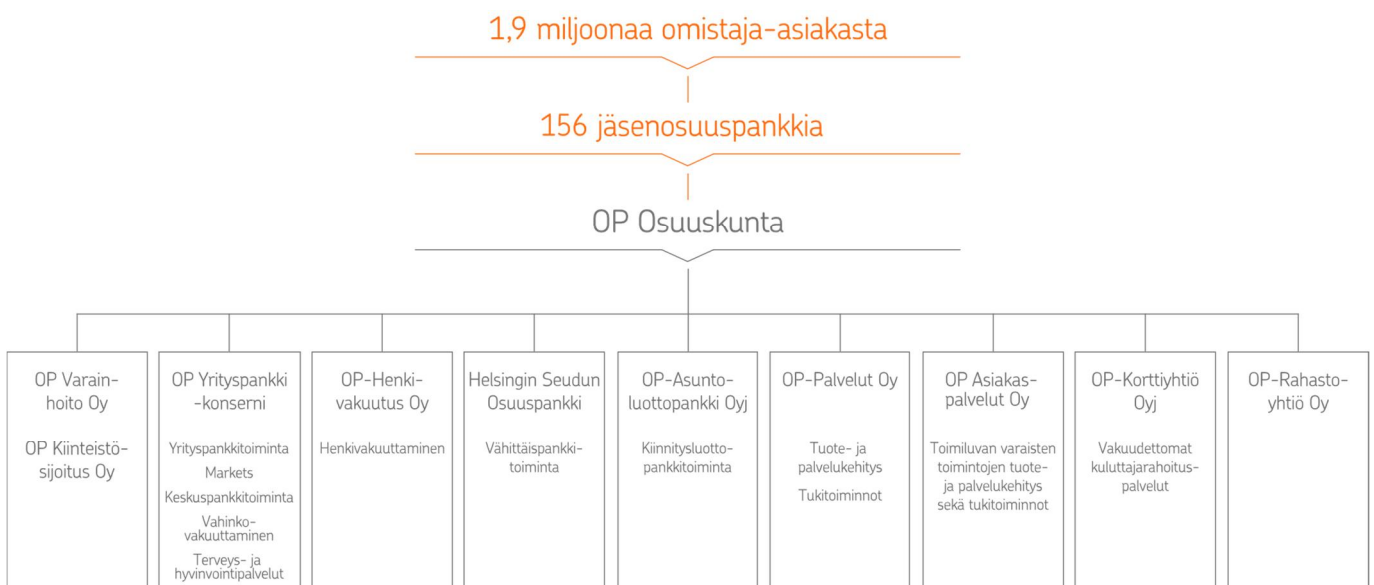 1,9 miljoonaa omistaja-asiakasta
156 jäsenosuuspankkia
OP Osuuskunta
OP Varain-
hoito Oy
OP Kiinteistö-
sijoitus Oy
OP Yrityspankki
-konserni
Yrityspankkitoiminta
Markets
Keskuspankkitoiminta
Vahinko-
vakuuttaminen
Terveys- ja
hyvinvointipalvelut
OP-Henki-
vakuutus Oy
Henkivakuuttaminen
Helsingin Seudun
Osuuspankki
Vähittäispankki-
toiminta
OP-Asunto-
luottopankki Oyj
Kiinnitysluotto-
pankkitoiminta
OP-Palvelut Oy
Tuote- ja
palvelukehitys
Tukitoiminnot
OP Asiakas-
palvelut Oy
Toimiluvan varaisten
toimintojen tuote-
ja palvelukehitys
sekä tukitoiminnot
OP-Korttiyhtiö
Oyj
Vakuudettomat
kuluttajarahoitus-
palvelut
OP-Rahasto-
yhtiö Oy